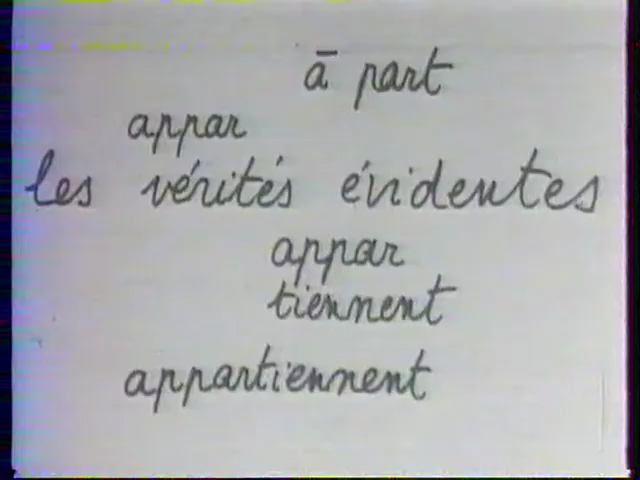 à part
appar
les vérités évidentes
appar
tiennent
appartiennent